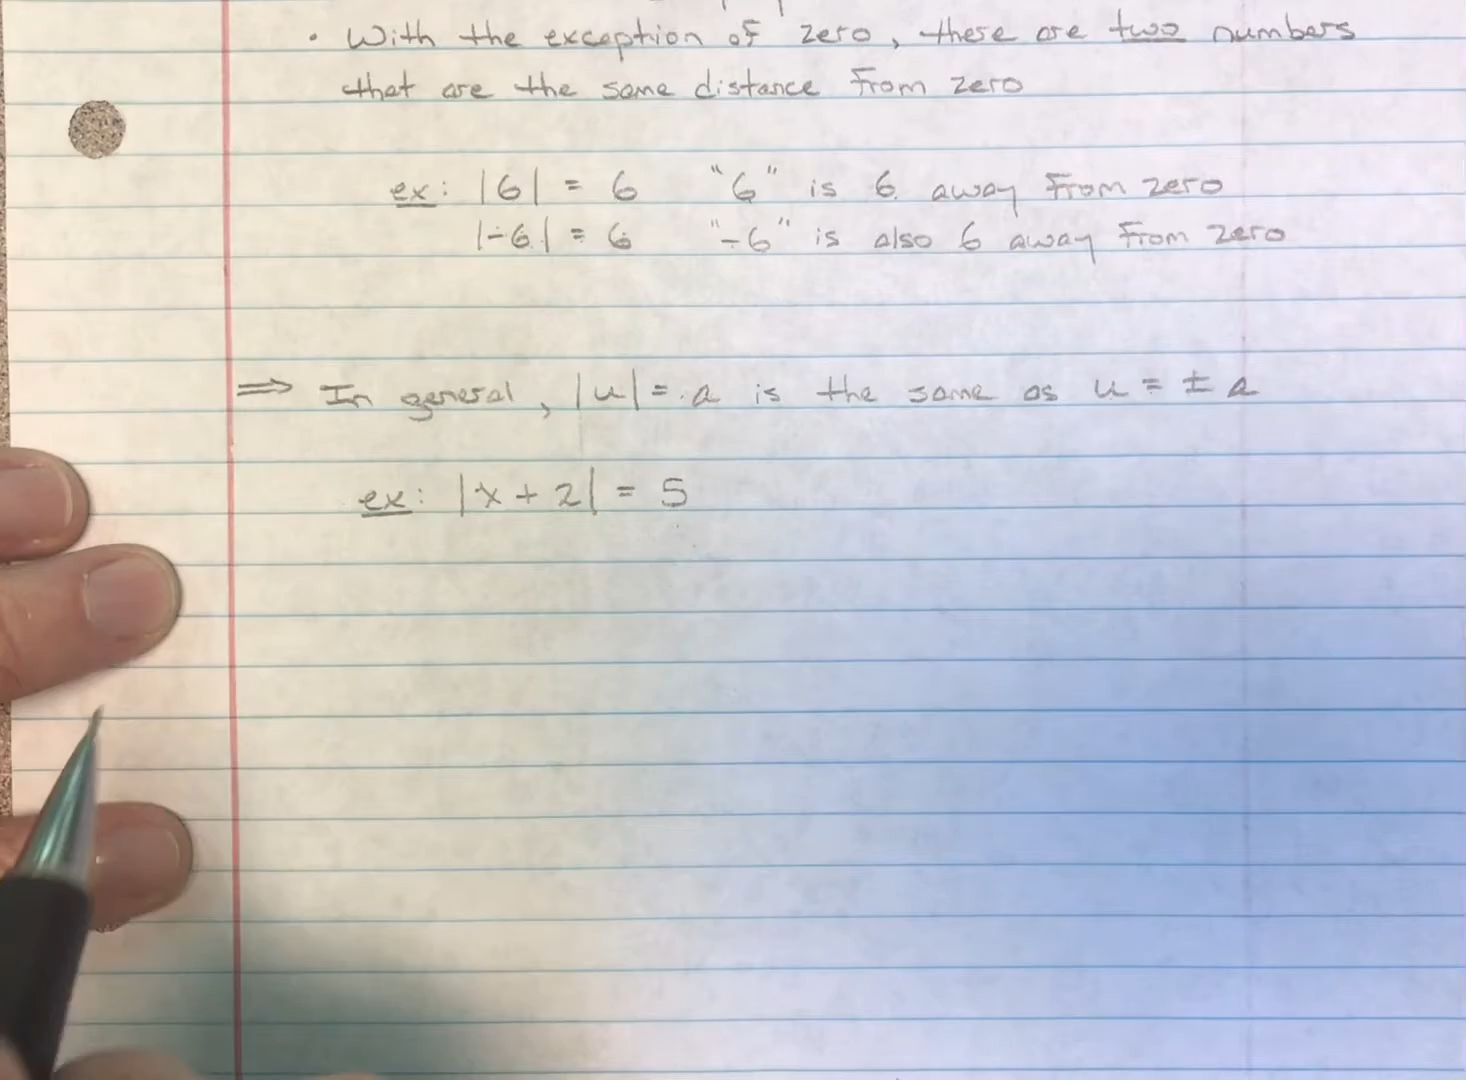 • With the exception of zero, there are two numbers
that are the same distance from zero
ex: |6| = 6 "6" is 6 away from zero
|-6| = 6 "-6" is also 6 away from zero
⇒ In general, |u| = a is the same as u = ± a
ex: |x + 2| = 5